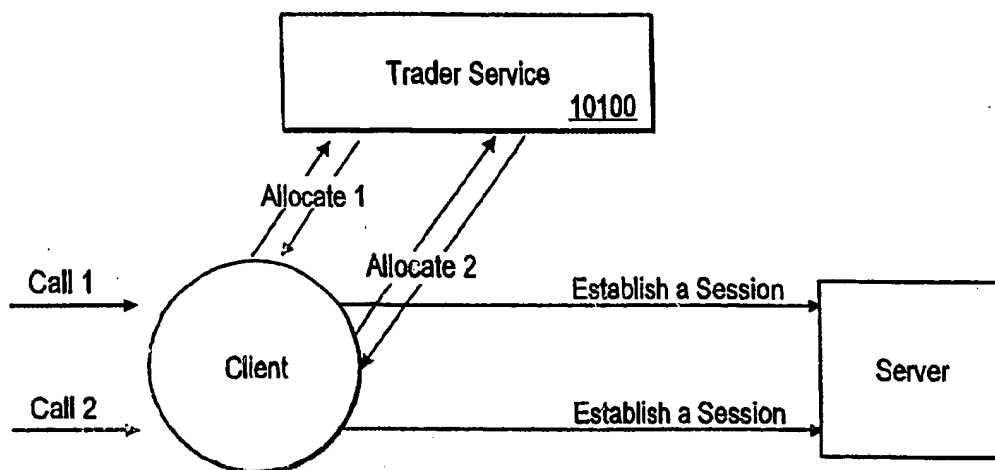 Trader Service
10100
Allocate 1
Allocate 2
Call 1
Establish a Session
Client
Server
Call 2
Establish a Session